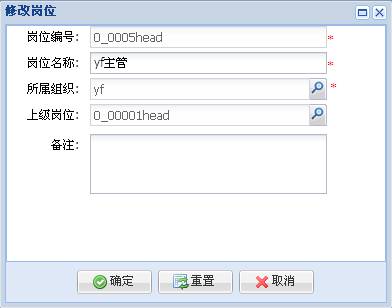 修改岗位
岗位编号: 0_0005head *
岗位名称: yf主管 *
所属组织: yf *
上级岗位: 0_00001head
备注:
确定 重置 取消